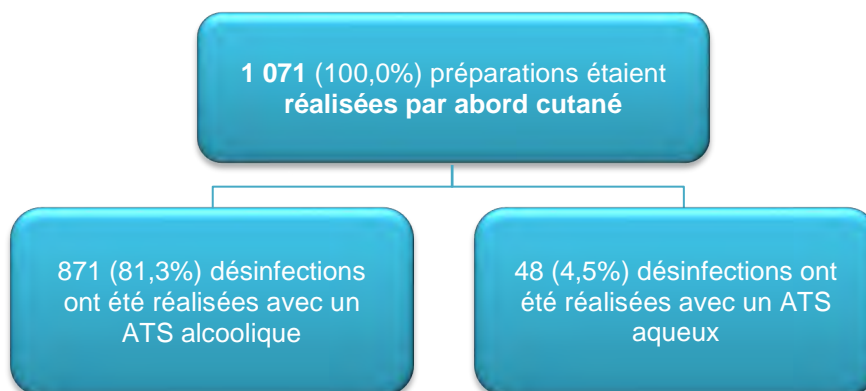 1 071 (100,0%) préparations étaient
réalisées par abord cutané
871 (81,3%) désinfections
ont été réalisées avec un
ATS alcoolique
48 (4,5%) désinfections ont
été réalisées avec un ATS
aqueux